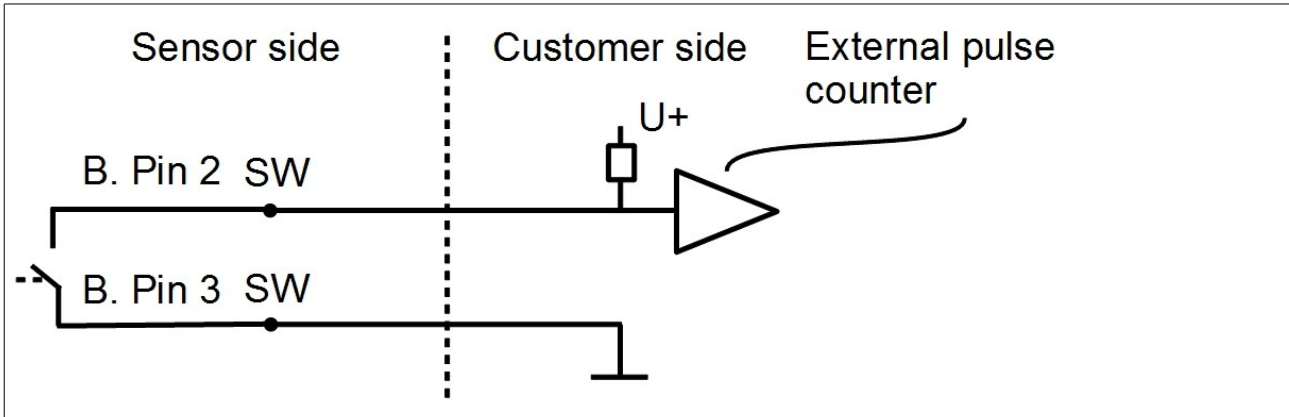 Sensor side
Customer side
External pulse
counter
U+
B. Pin 2 SW
B. Pin 3 SW